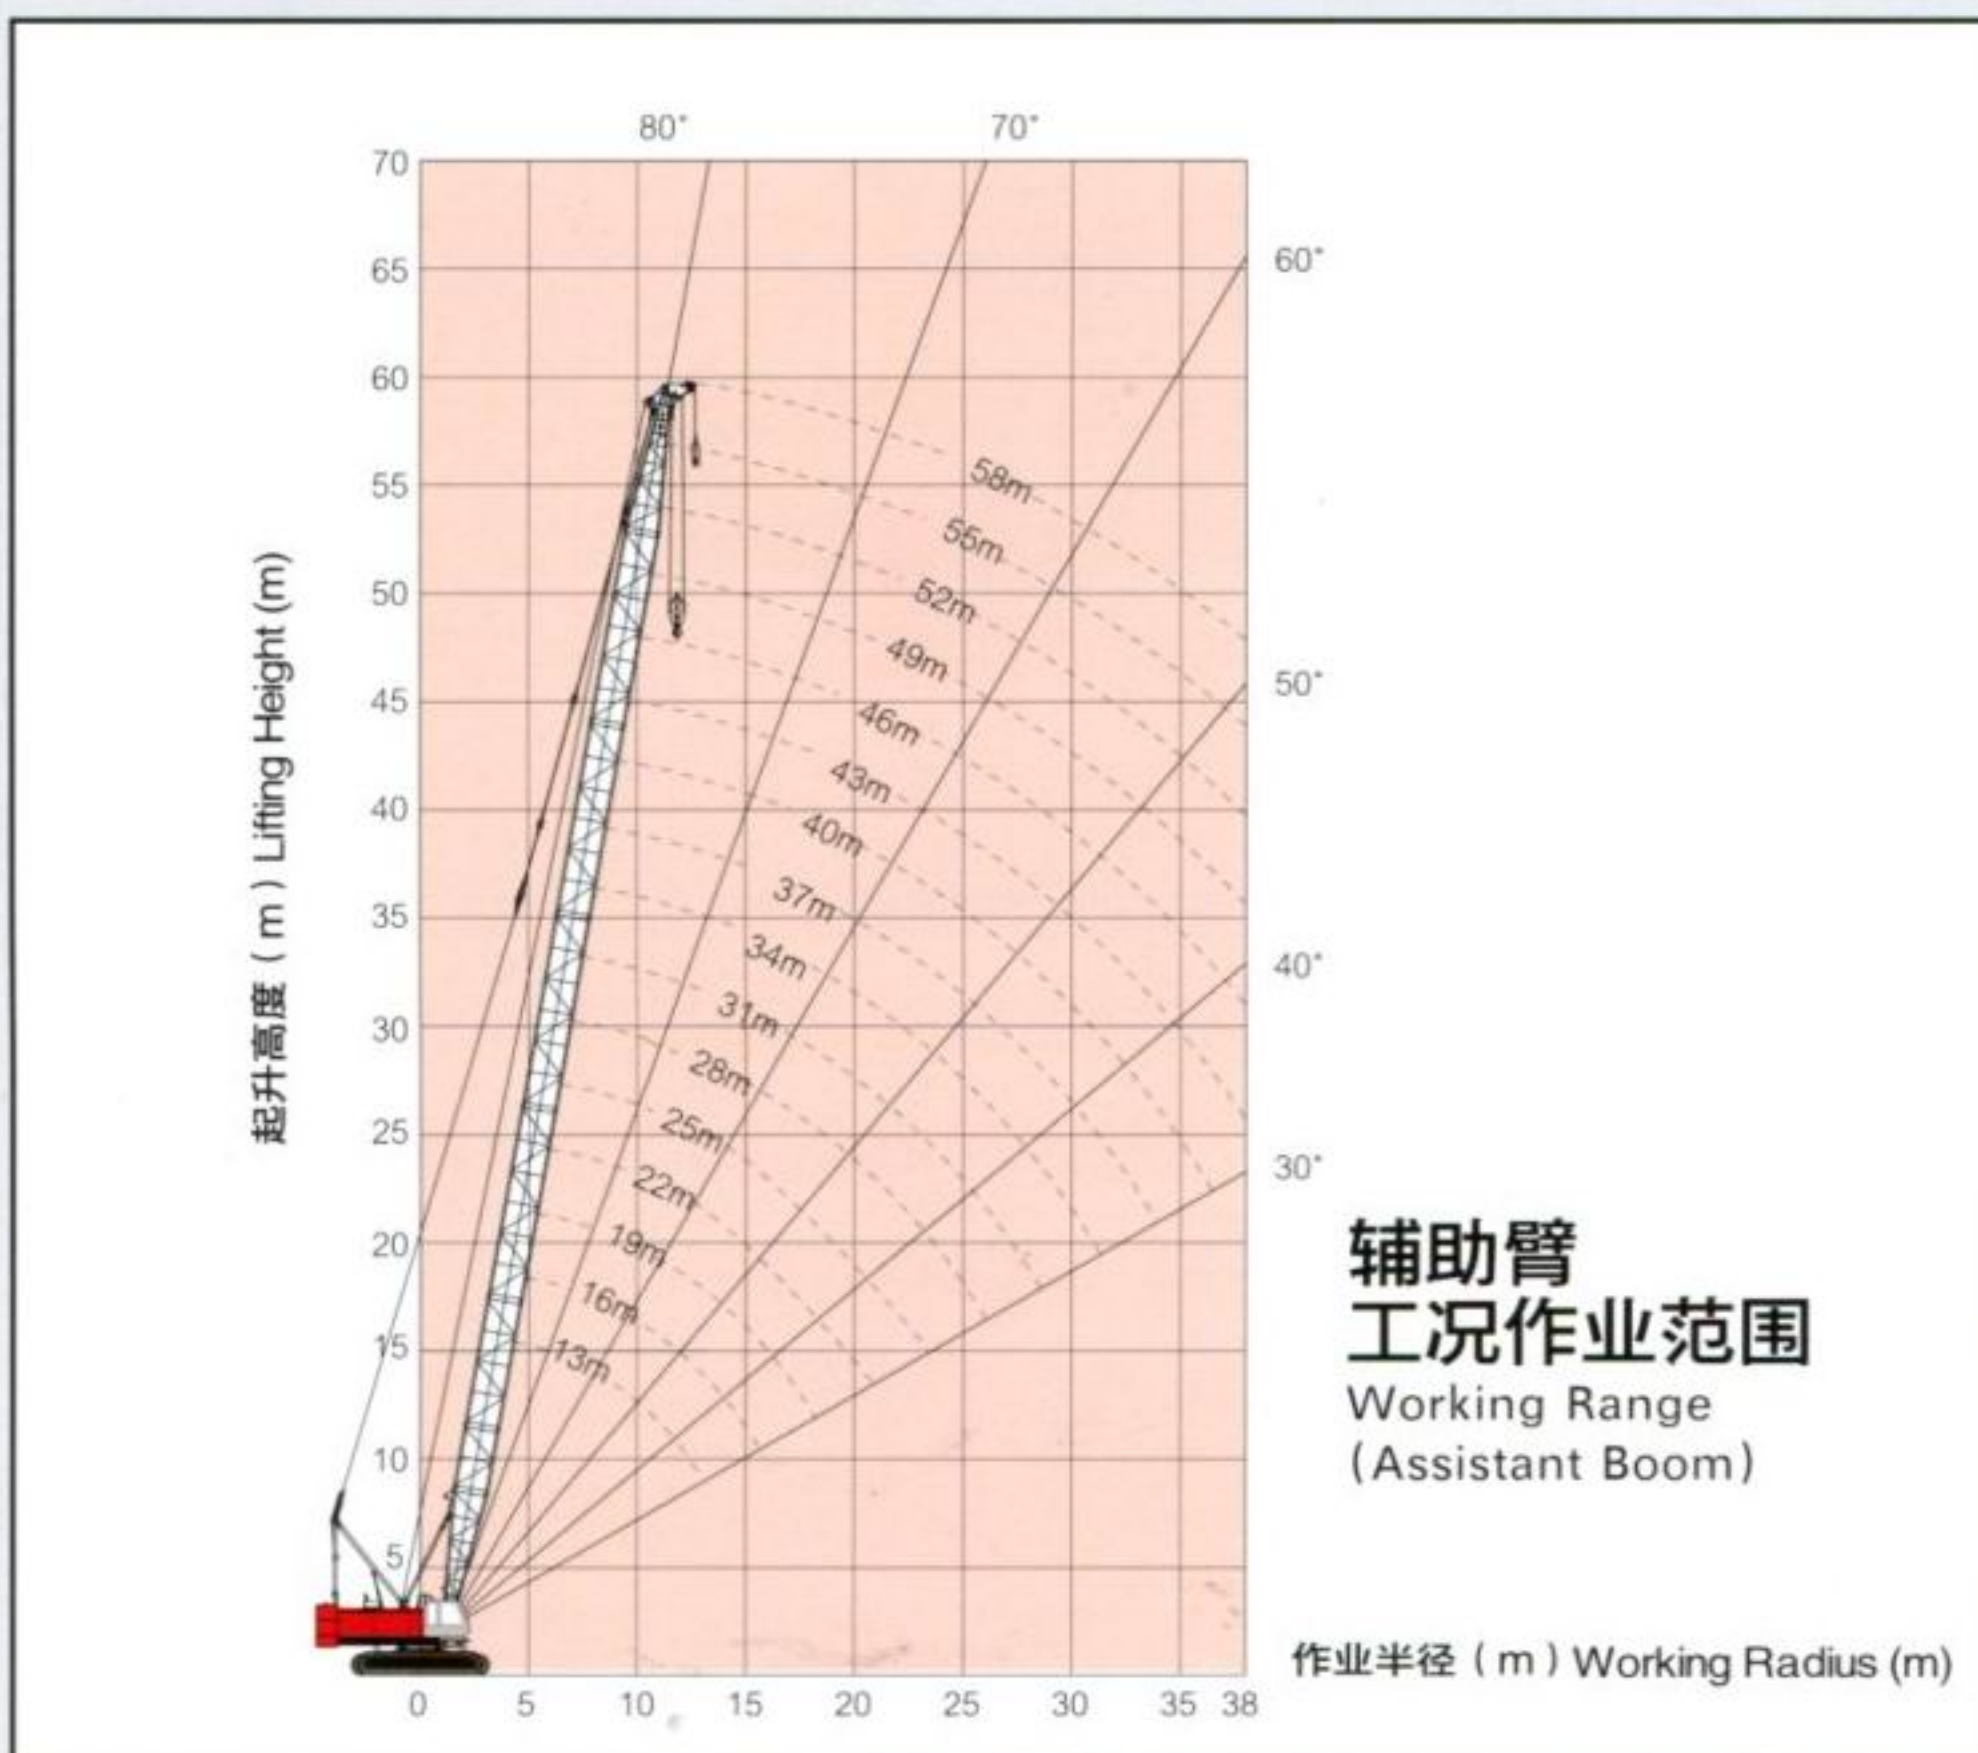 80° 70°
70
65
60
55
50
45
40
35
30
25
20
15
10
5
60°
50°
40°
30°
58m
55m
52m
49m
46m
43m
40m
37m
34m
31m
28m
25m
22m
19m
16m
13m
起升高度（m）Lifting Height (m)
辅助臂
工况作业范围
Working Range
(Assistant Boom)
作业半径（m）Working Radius (m)
0 5 10 15 20 25 30 35 38